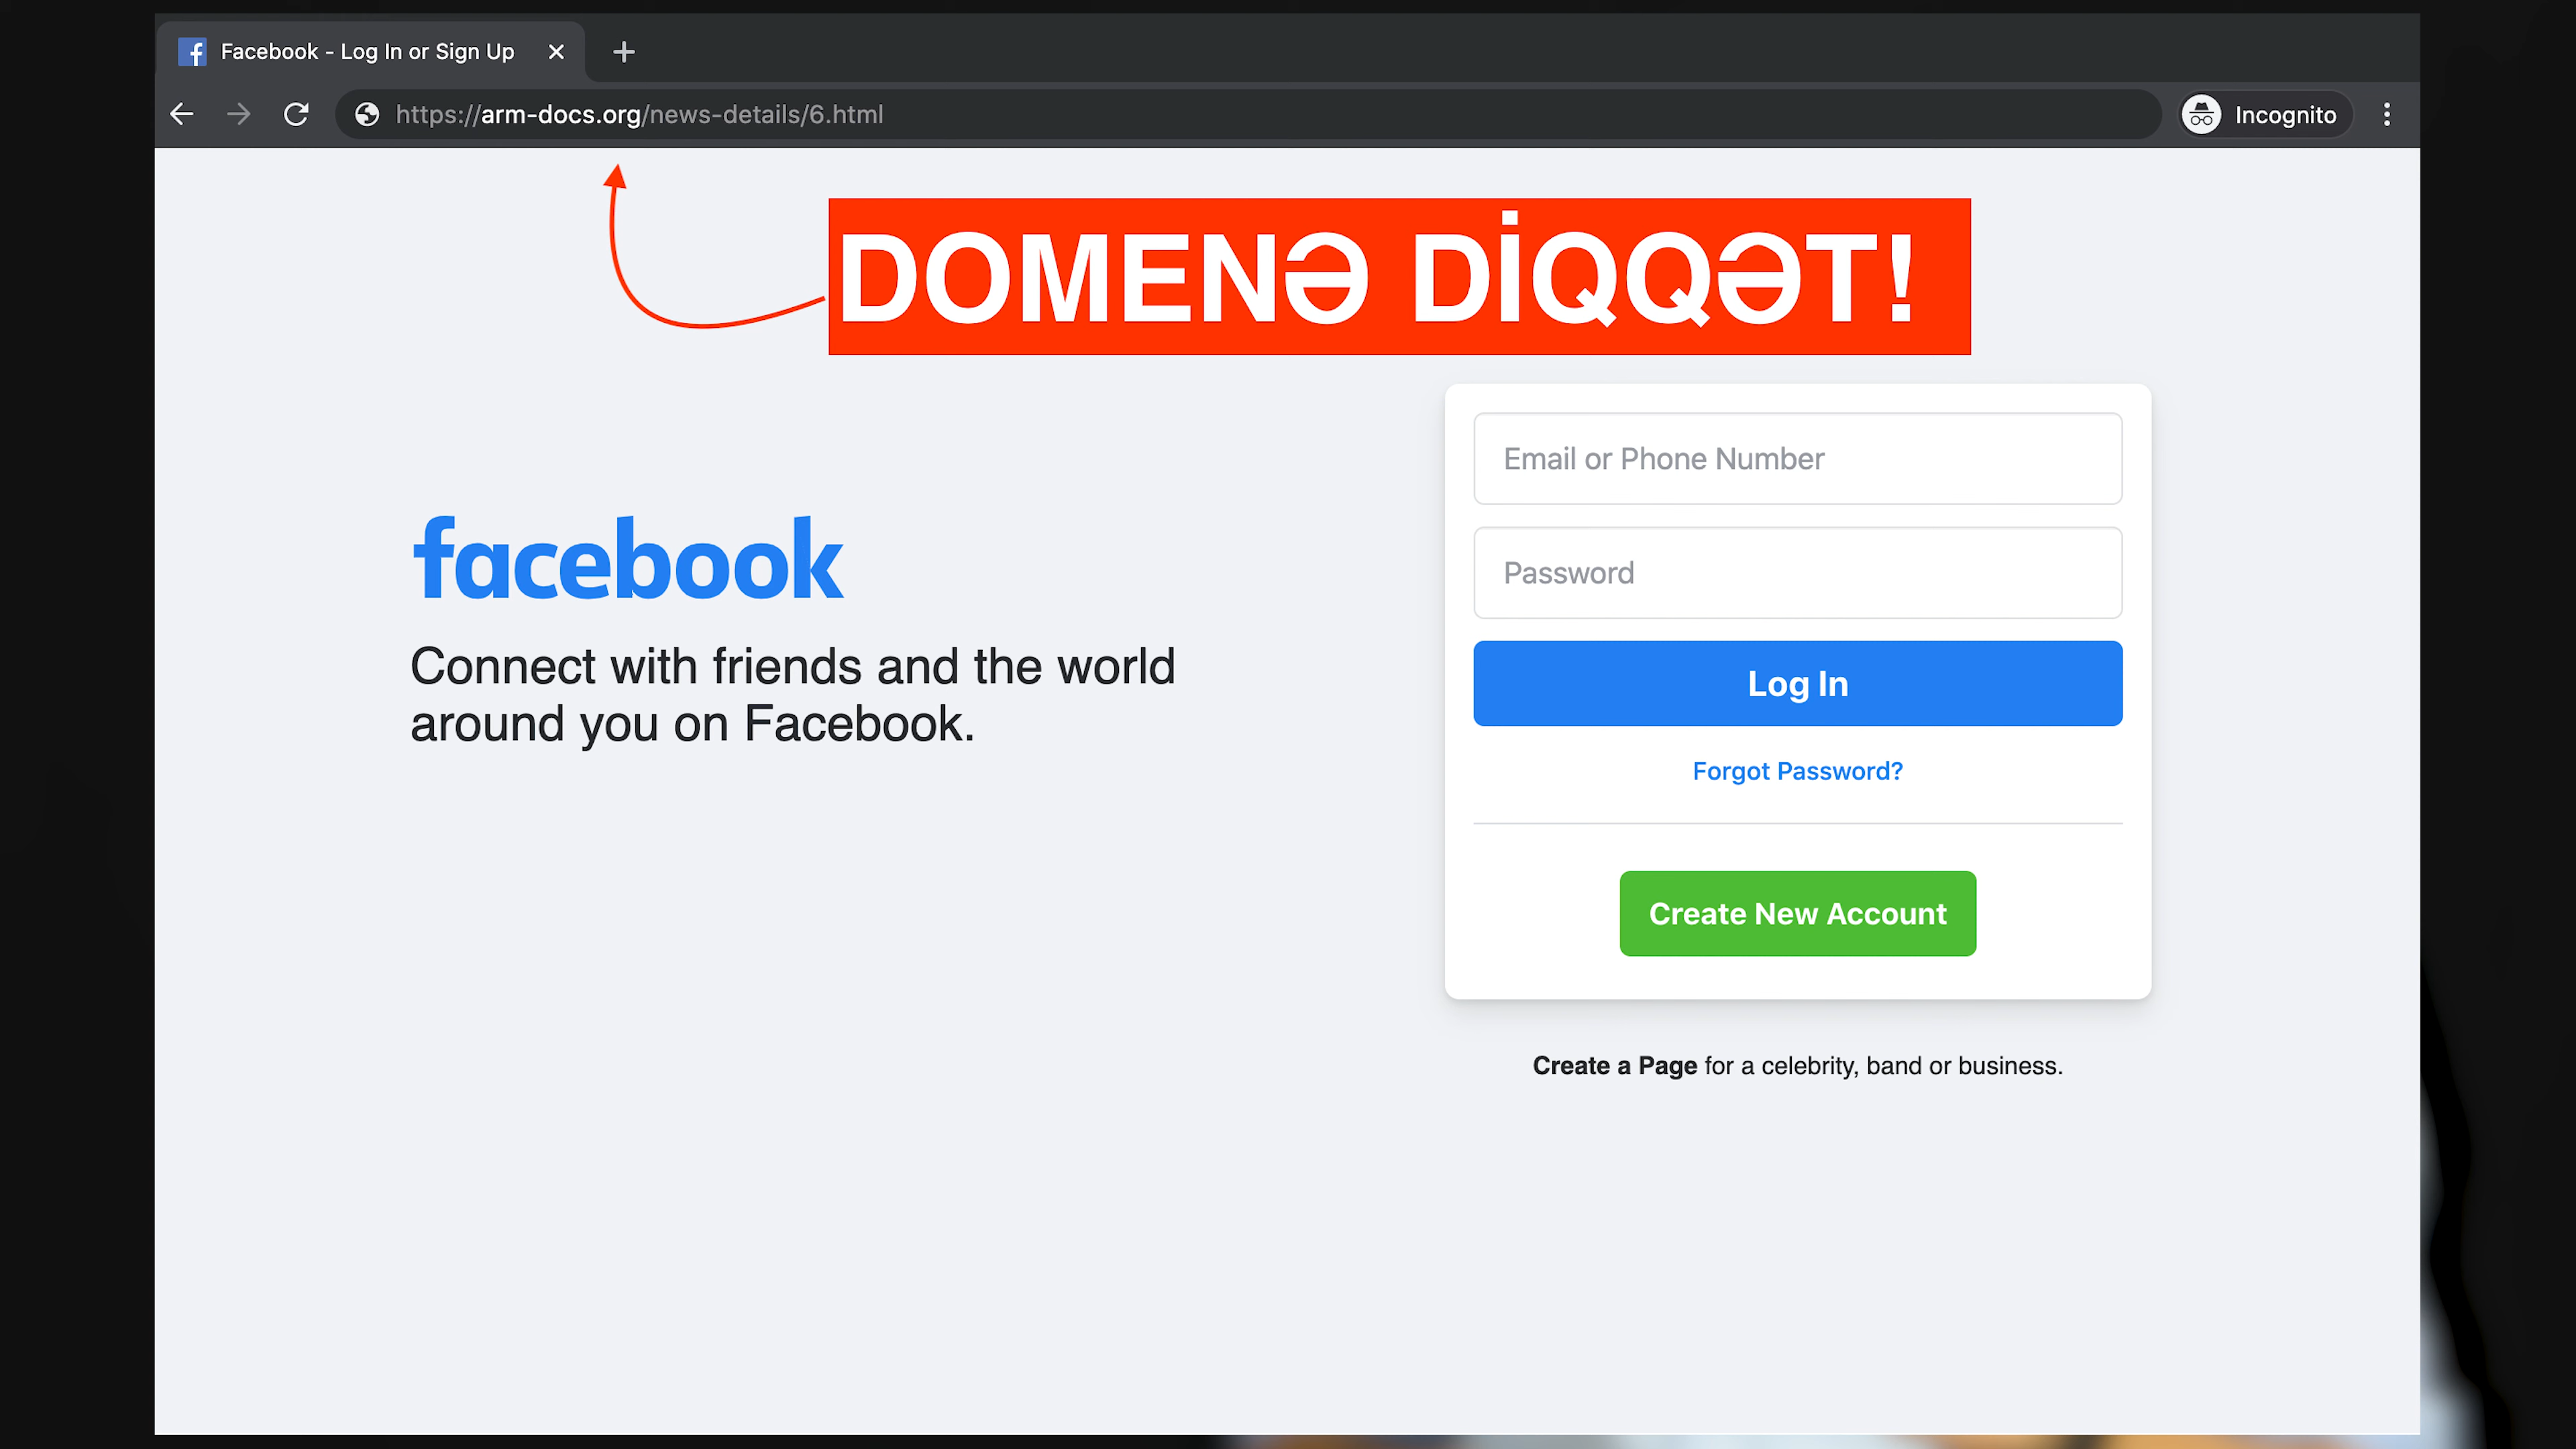 Facebook - Log In or Sign Up
https://arm-docs.org/news-details/6.html
Incognito
DOMENƏ DİQQƏT!
Email or Phone Number
Password
facebook
Connect with friends and the world
around you on Facebook.
Log In
Forgot Password?
Create New Account
Create a Page for a celebrity, band or business.